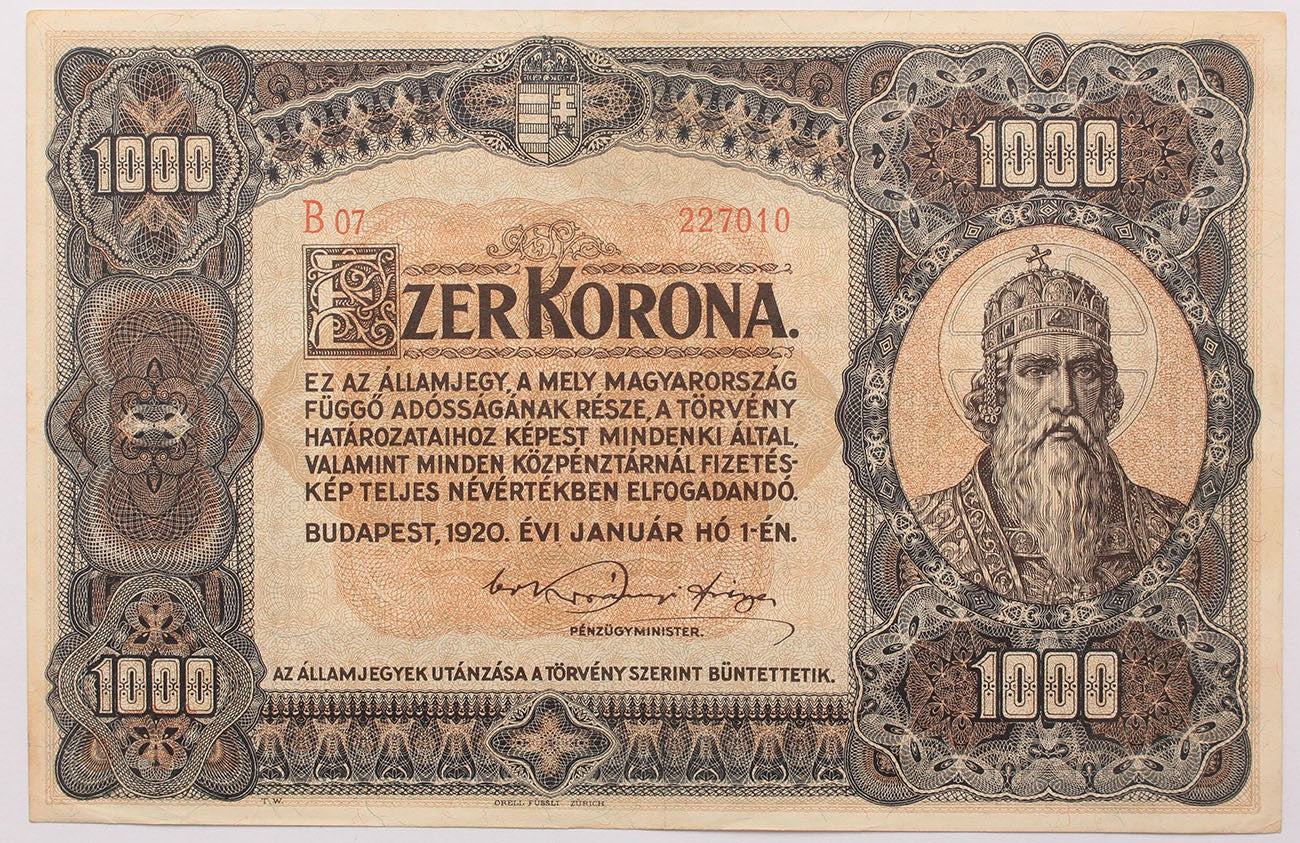 1000
1000
B 07 227010
EZER KORONA.
EZ AZ ÁLLAMJEGY, A MELY MAGYARORSZÁG
FÜGGŐ ADÓSSÁGÁNAK RÉSZE, A TÖRVÉNY
HATÁROZATAIHOZ KÉPEST MINDENKI ÁLTAL,
VALAMINT MINDEN KÖZPÉNZTÁRNÁL FIZETÉS-
KÉP TELJES NÉVÉRTÉKBEN ELFOGADANDÓ.
BUDAPEST, 1920. ÉVI JANUÁR HÓ 1-ÉN.
PÉNZÜGYMINISTER.
AZ ÁLLAMJEGYEK UTÁNZÁSA A TÖRVÉNY SZERINT BÜNTETTETIK.
1000
1000
T. W.
ORELL FÜSSLI ZÜRICH